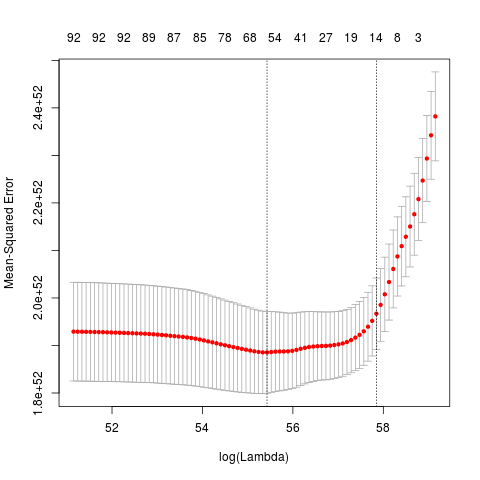 92 92 92 89 87 85 78 68 54 41 27 19 14 8 3
2.4e+52
2.2e+52
2.0e+52
1.8e+52
Mean-Squared Error
52 54 56 58
log(Lambda)